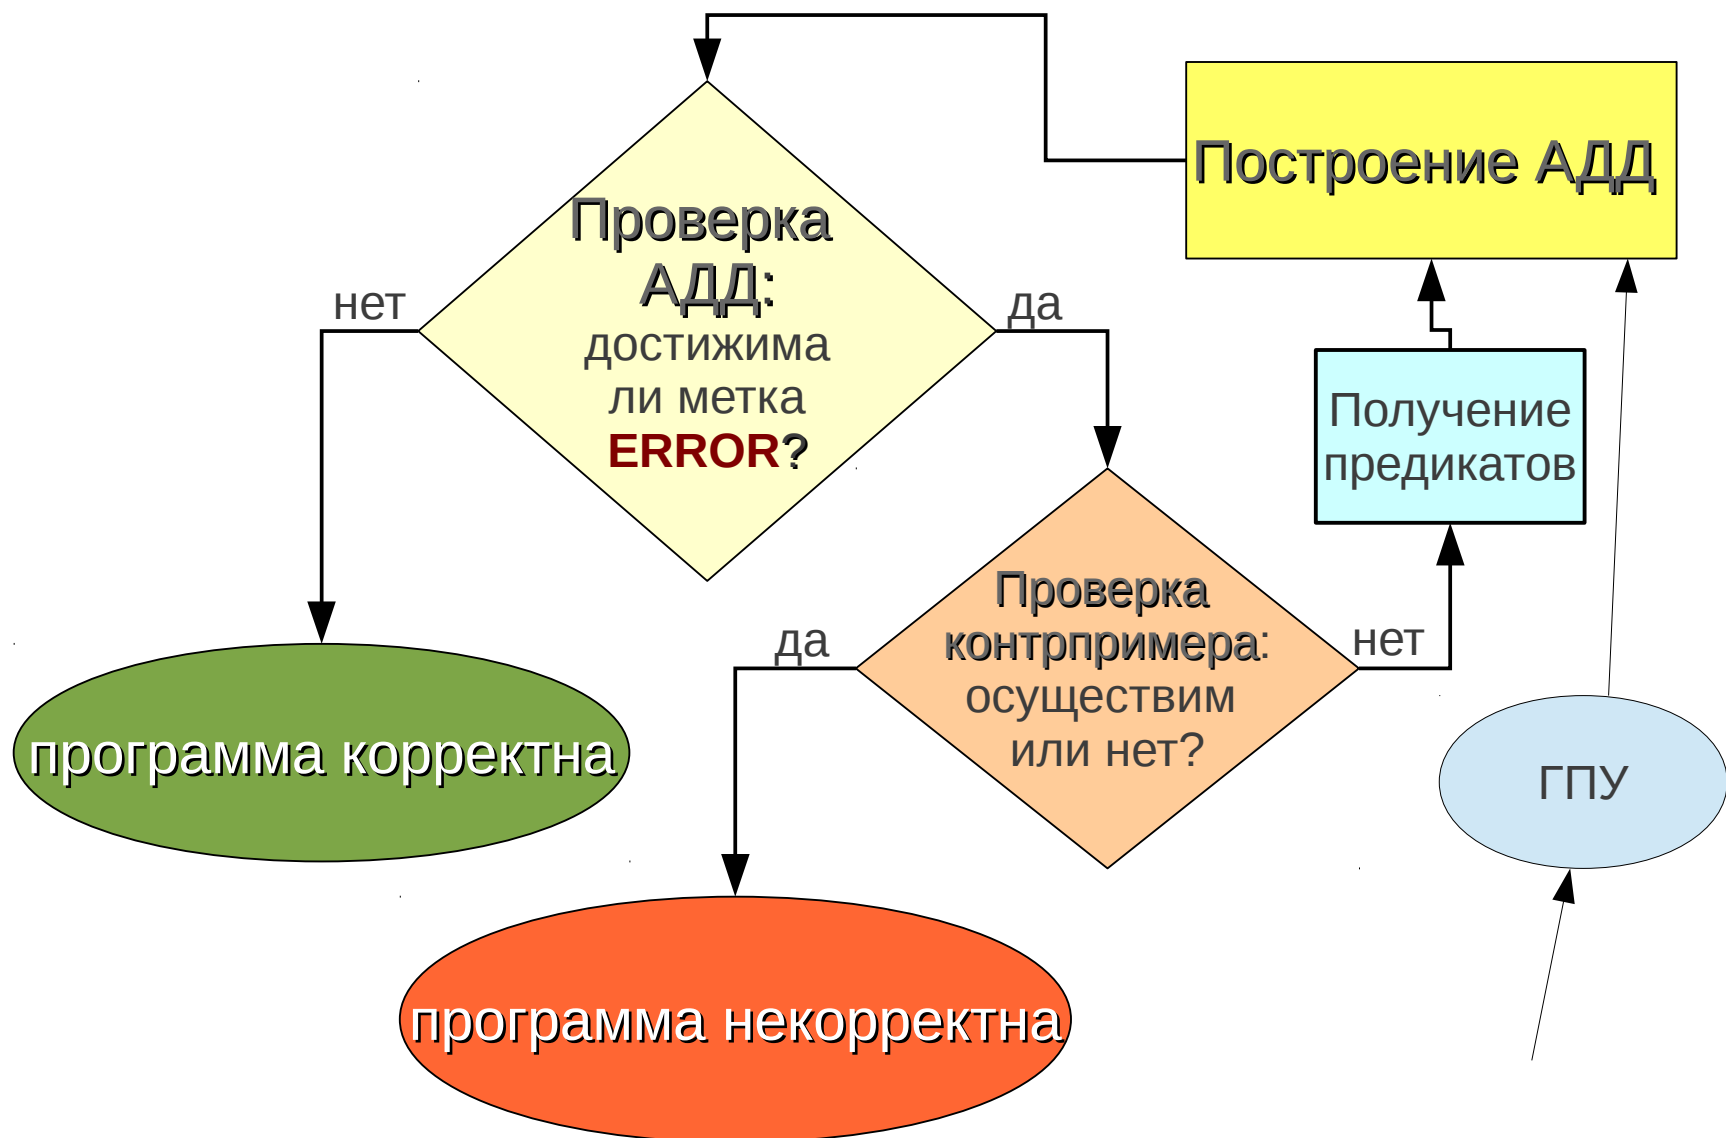 Построение АДД
Проверка
АДД:
достижима
ли метка
ERROR?
нет
да
Получение
предикатов
Проверка
контрпримера:
осуществим
или нет?
да
нет
программа корректна
ГПУ
программа некорректна